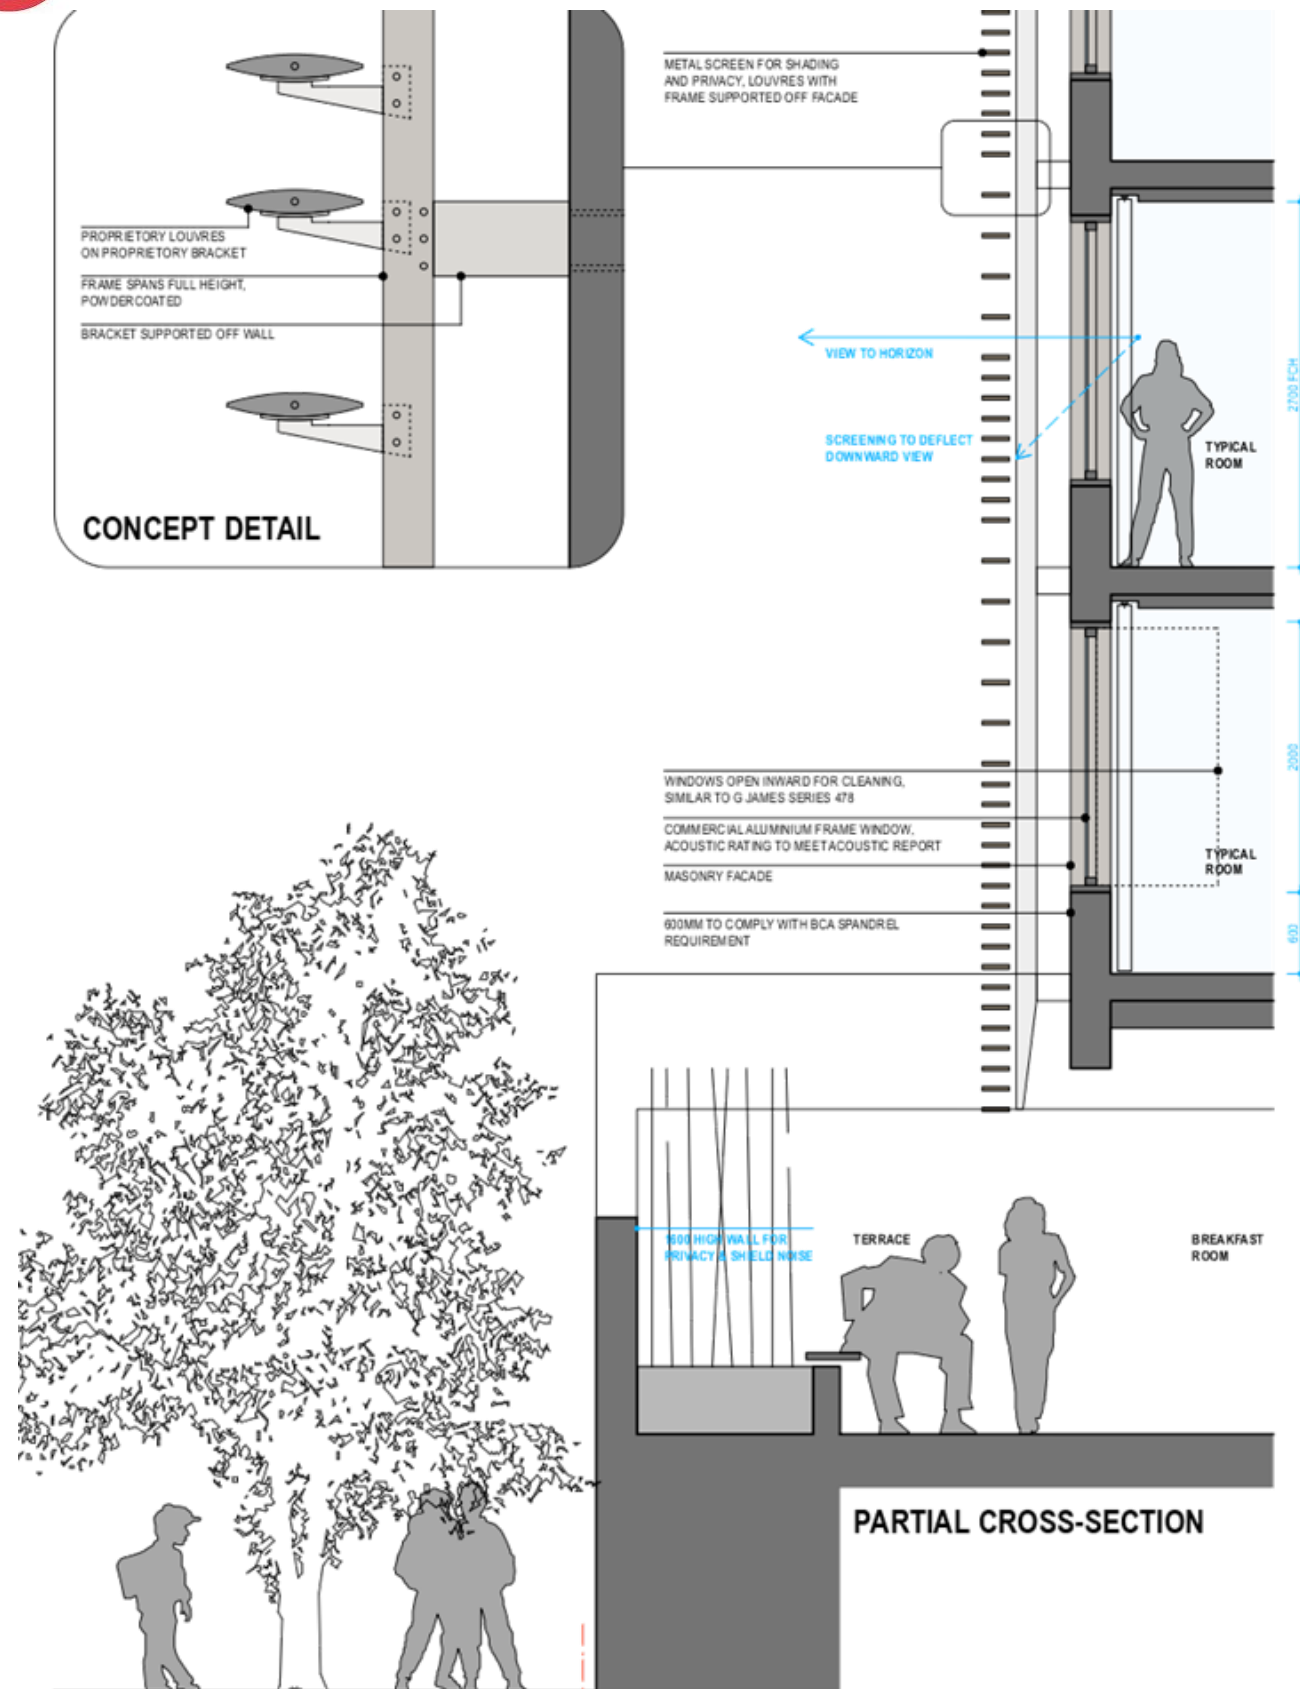 METAL SCREEN FOR SHADING
AND PRIVACY, LOUVRES WITH
FRAME SUPPORTED OFF FACADE
PROPRIETORY LOUVRES
ON PROPRIETORY BRACKET
FRAME SPANS FULL HEIGHT,
POWDERCOATED
BRACKET SUPPORTED OFF WALL
CONCEPT DETAIL
VIEW TO HORIZON
SCREENING TO DEFLECT
DOWNWARD VIEW
2700 FCH
TYPICAL
ROOM
WINDOWS OPEN INWARD FOR CLEANING,
SIMILAR TO G JAMES SERIES 478
COMMERCIAL ALUMINIUM FRAME WINDOW,
ACOUSTIC RATING TO MEET ACOUSTIC REPORT
MASONRY FACADE
600MM TO COMPLY WITH BCA SPANDREL
REQUIREMENT
2000
TYPICAL
ROOM
600
1600 HIGH WALL FOR
PRIVACY & SHIELD NOISE
TERRACE
BREAKFAST
ROOM
PARTIAL CROSS-SECTION